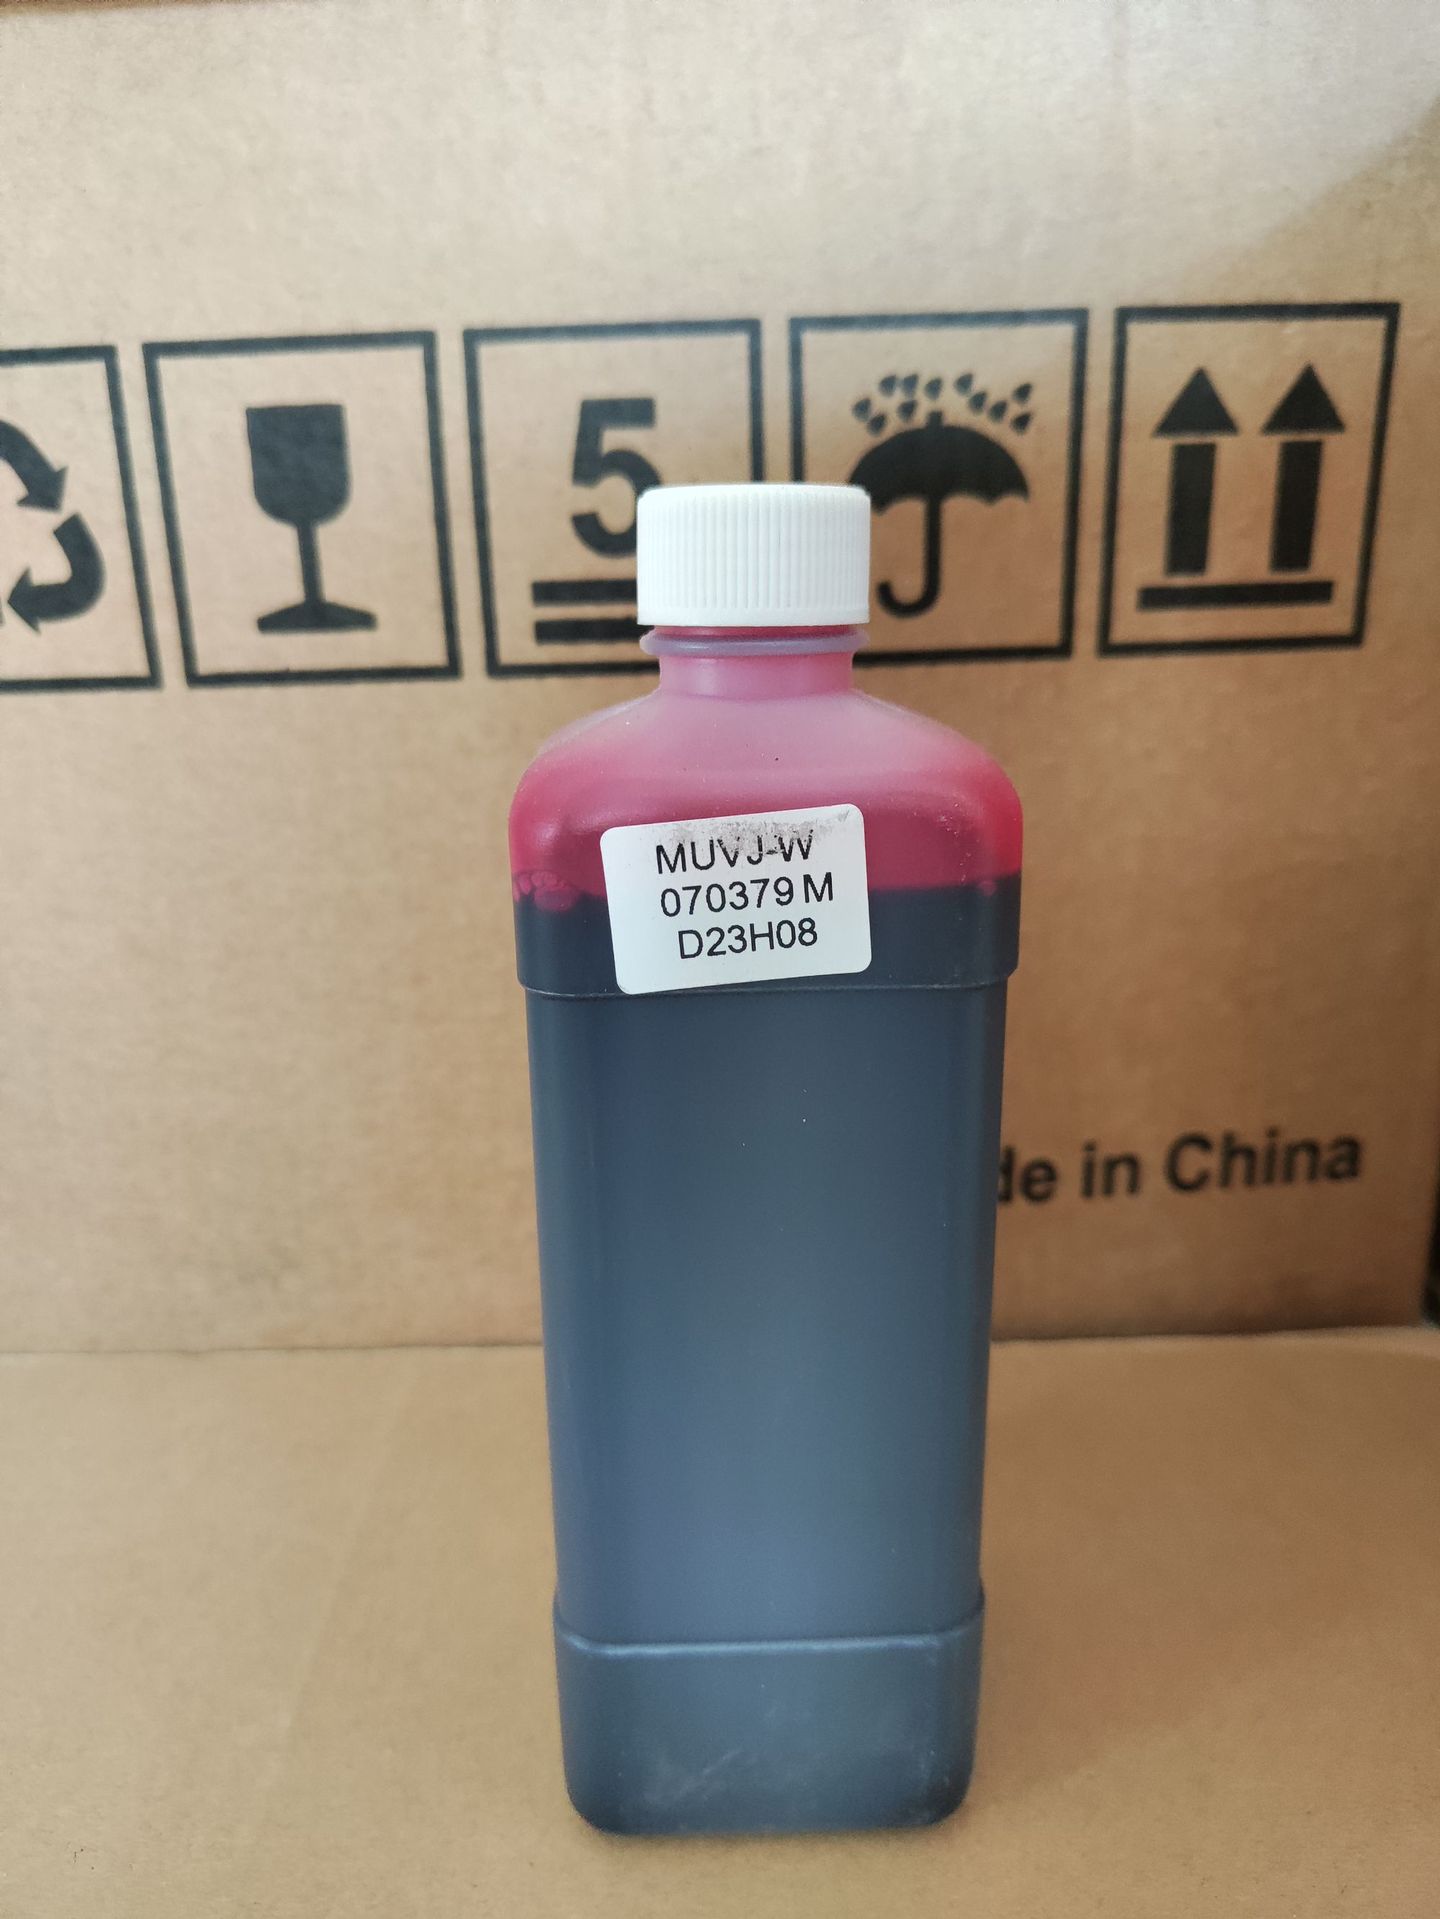 5
MUVJ-W
070379 M
D23H08
de in China